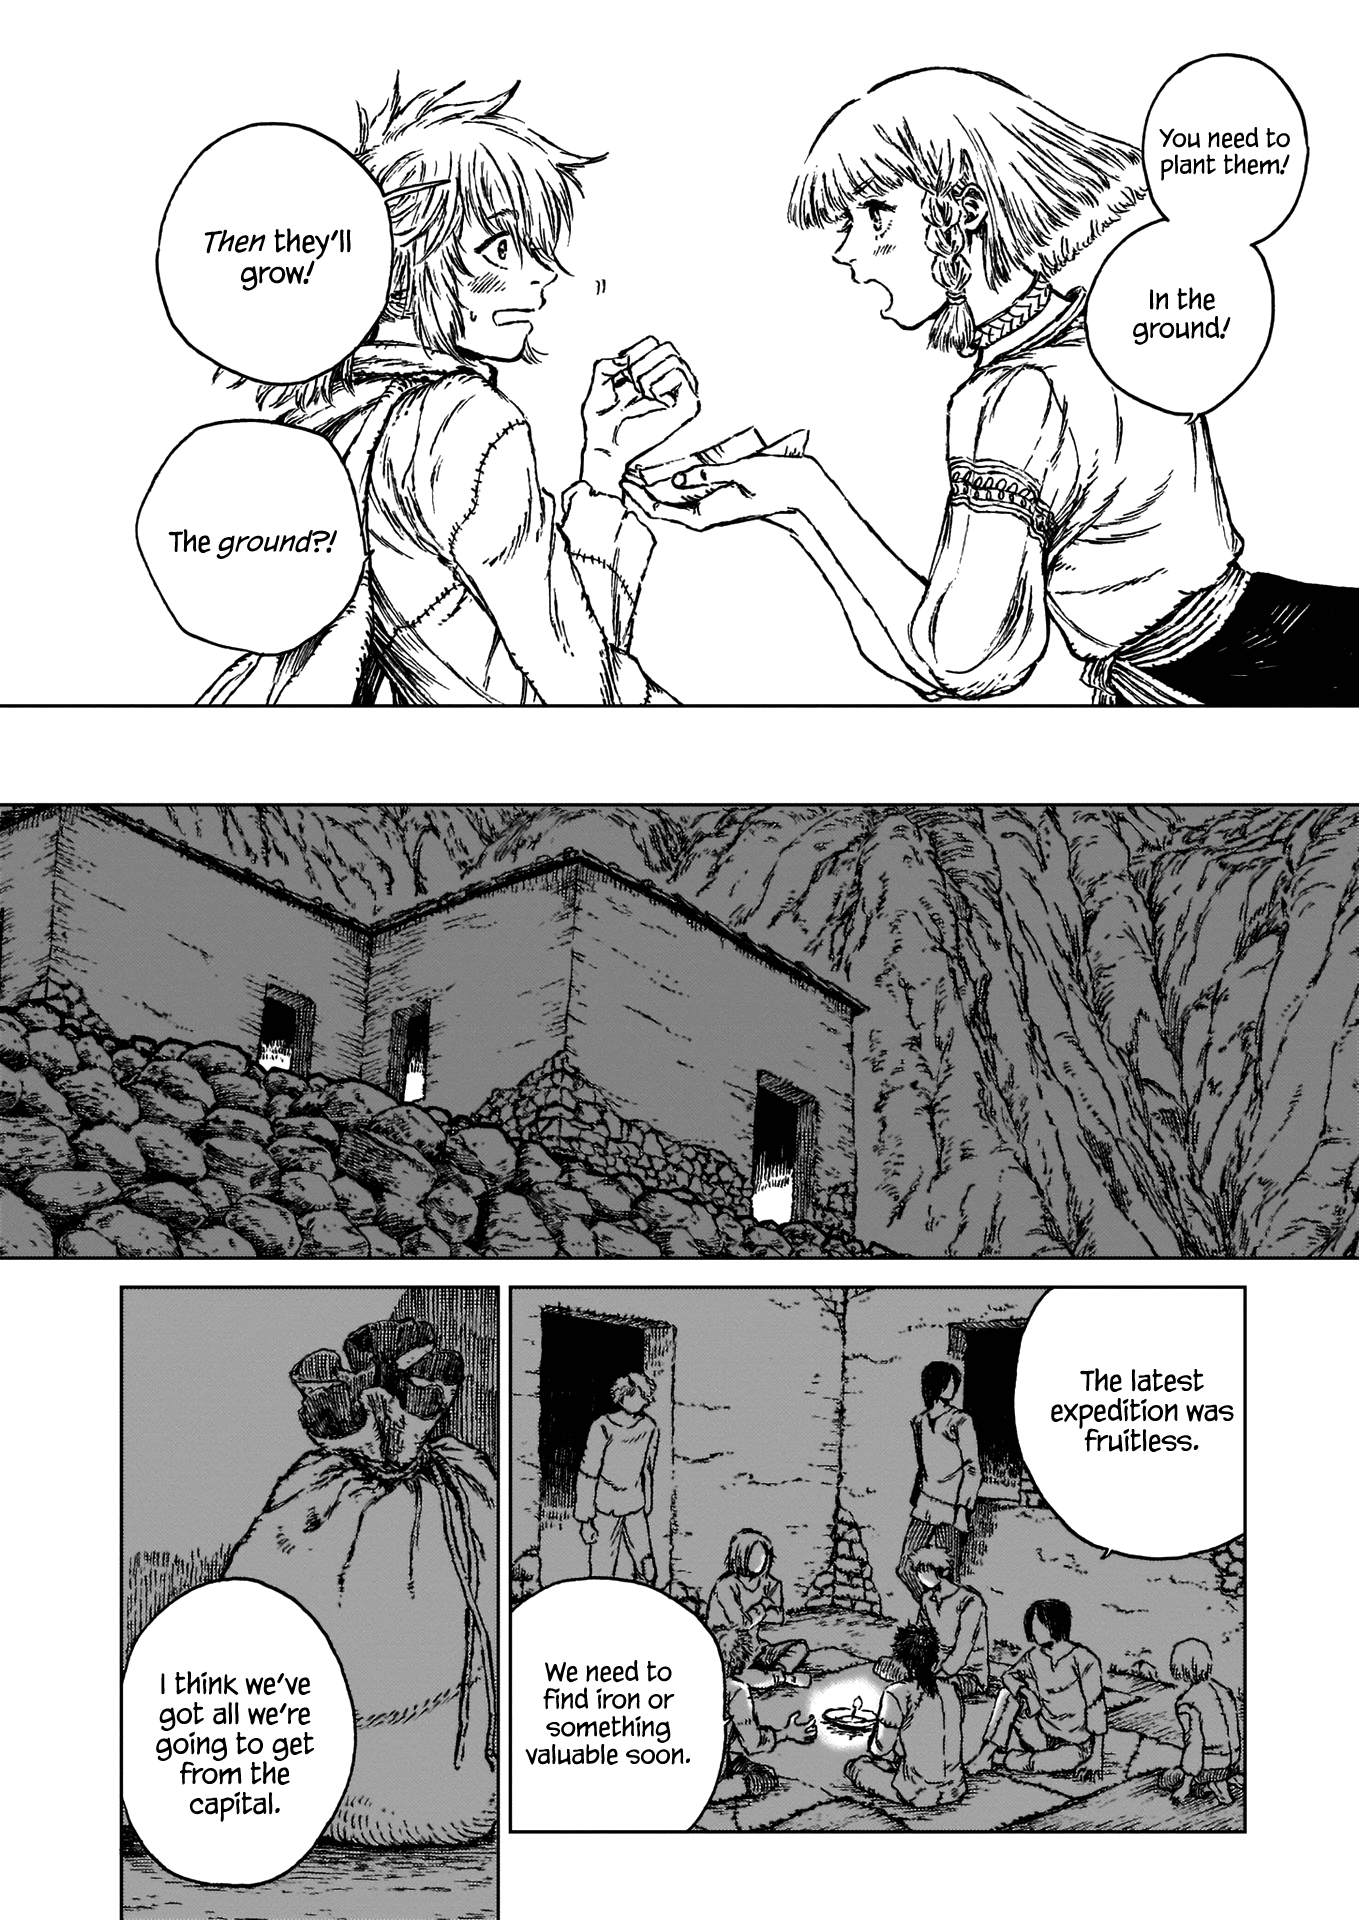 You need to
plant them!
In the
ground!
Then they'll
grow!
The ground?!
The latest
expedition was
fruitless.
We need to
find iron or
something
valuable soon.
I think we've
got all we're
going to get
from the
capital.